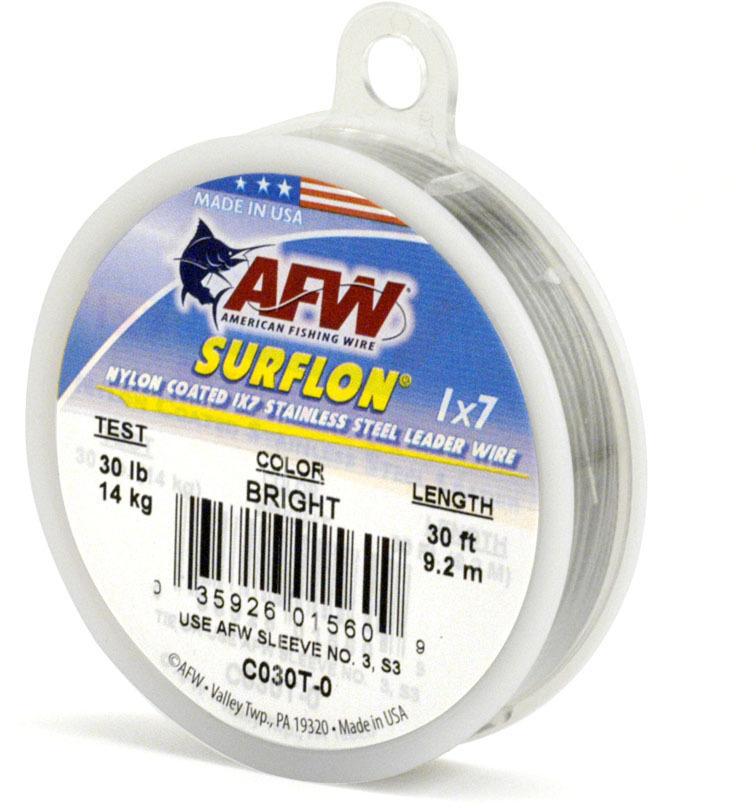 MADE IN USA
AFW
AMERICAN FISHING WIRE
SURFLON®
1x7
NYLON COATED 1X7 STAINLESS STEEL LEADER WIRE
TEST
30 lb
14 kg
COLOR
BRIGHT
LENGTH
30 ft
9.2 m
0 35926 01560 9
USE AFW SLEEVE NO. 3, S3
C030T-0
©AFW • Valley Twp., PA 19320 • Made in USA